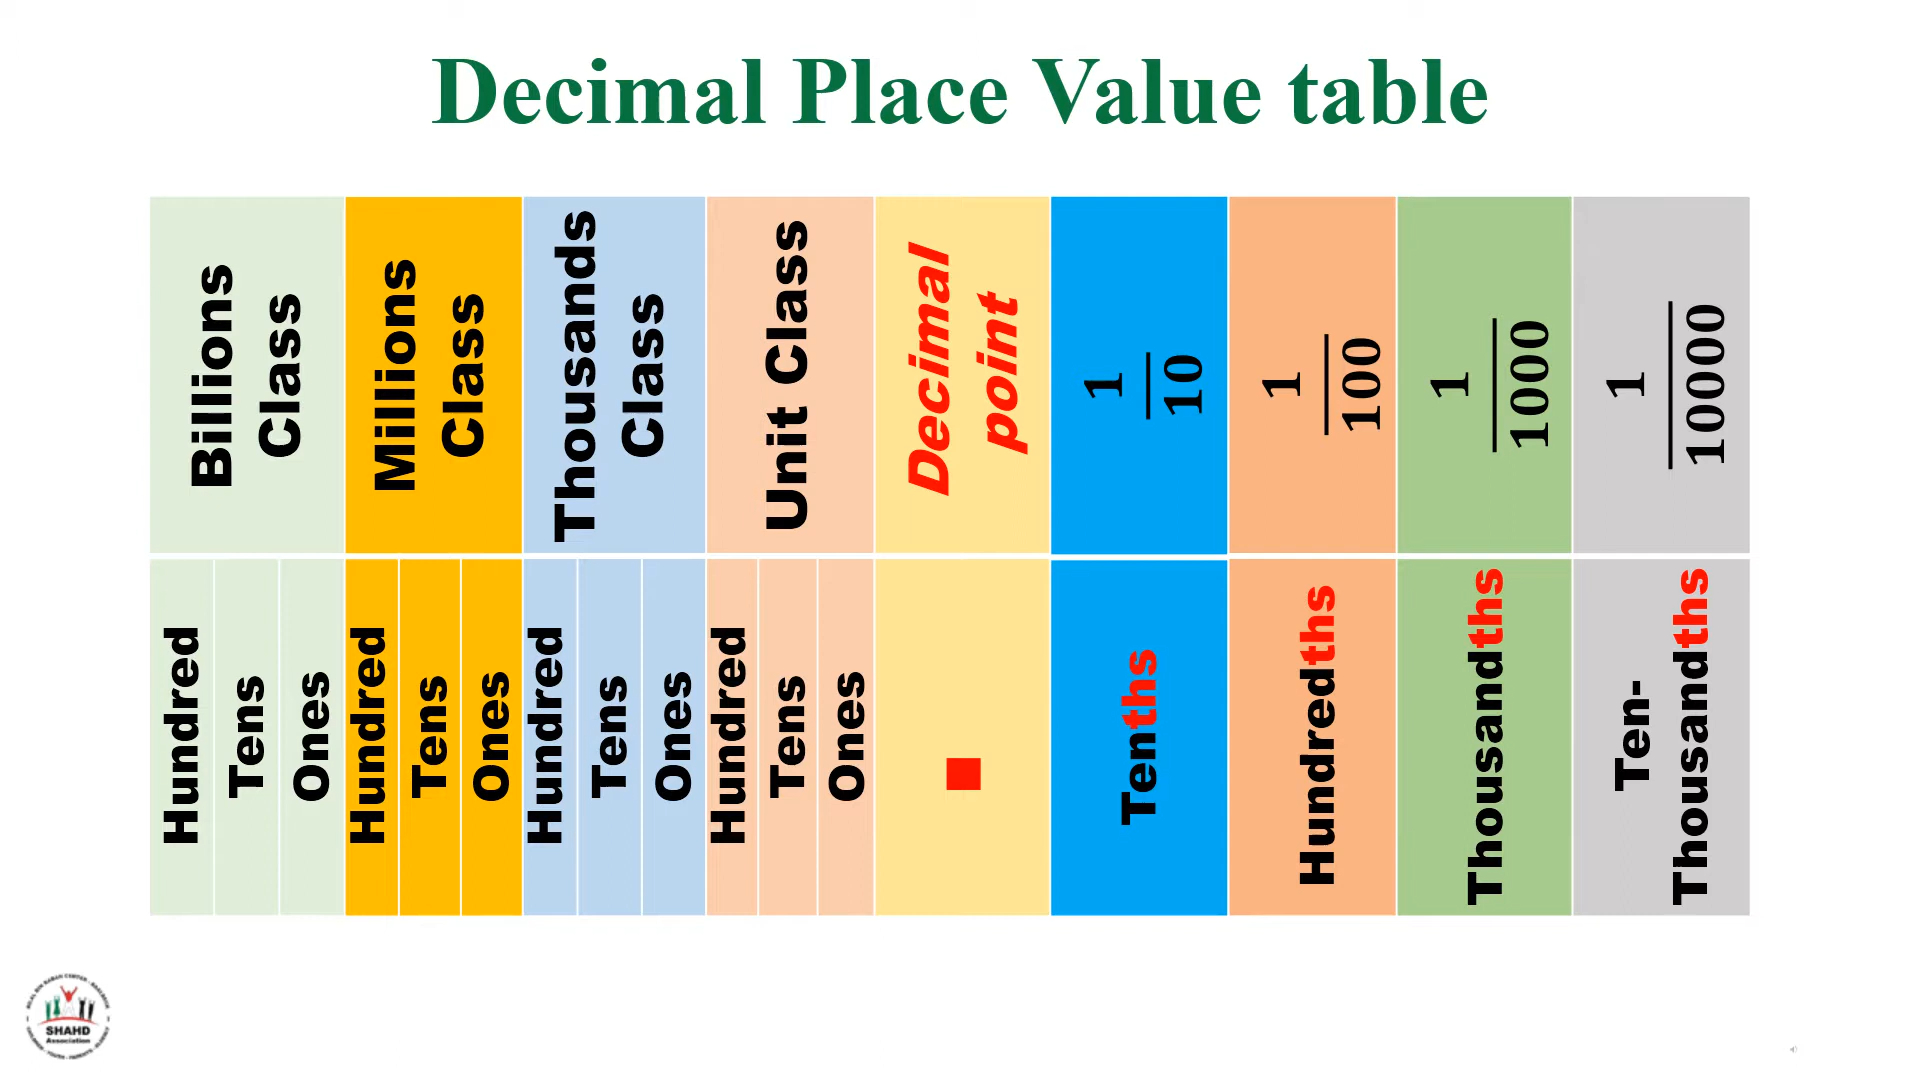 Decimal Place Value table
Billions
Class
Millions
Class
Thousands
Class
Unit Class
Decimal
point
1
10
1
100
1
1000
1
10000
Hundred
Tens
Ones
Hundred
Tens
Ones
Hundred
Tens
Ones
Hundred
Tens
Ones
.
Tenths
Hundredths
Thousandths
Ten-
Thousandths
SHAHD
Association